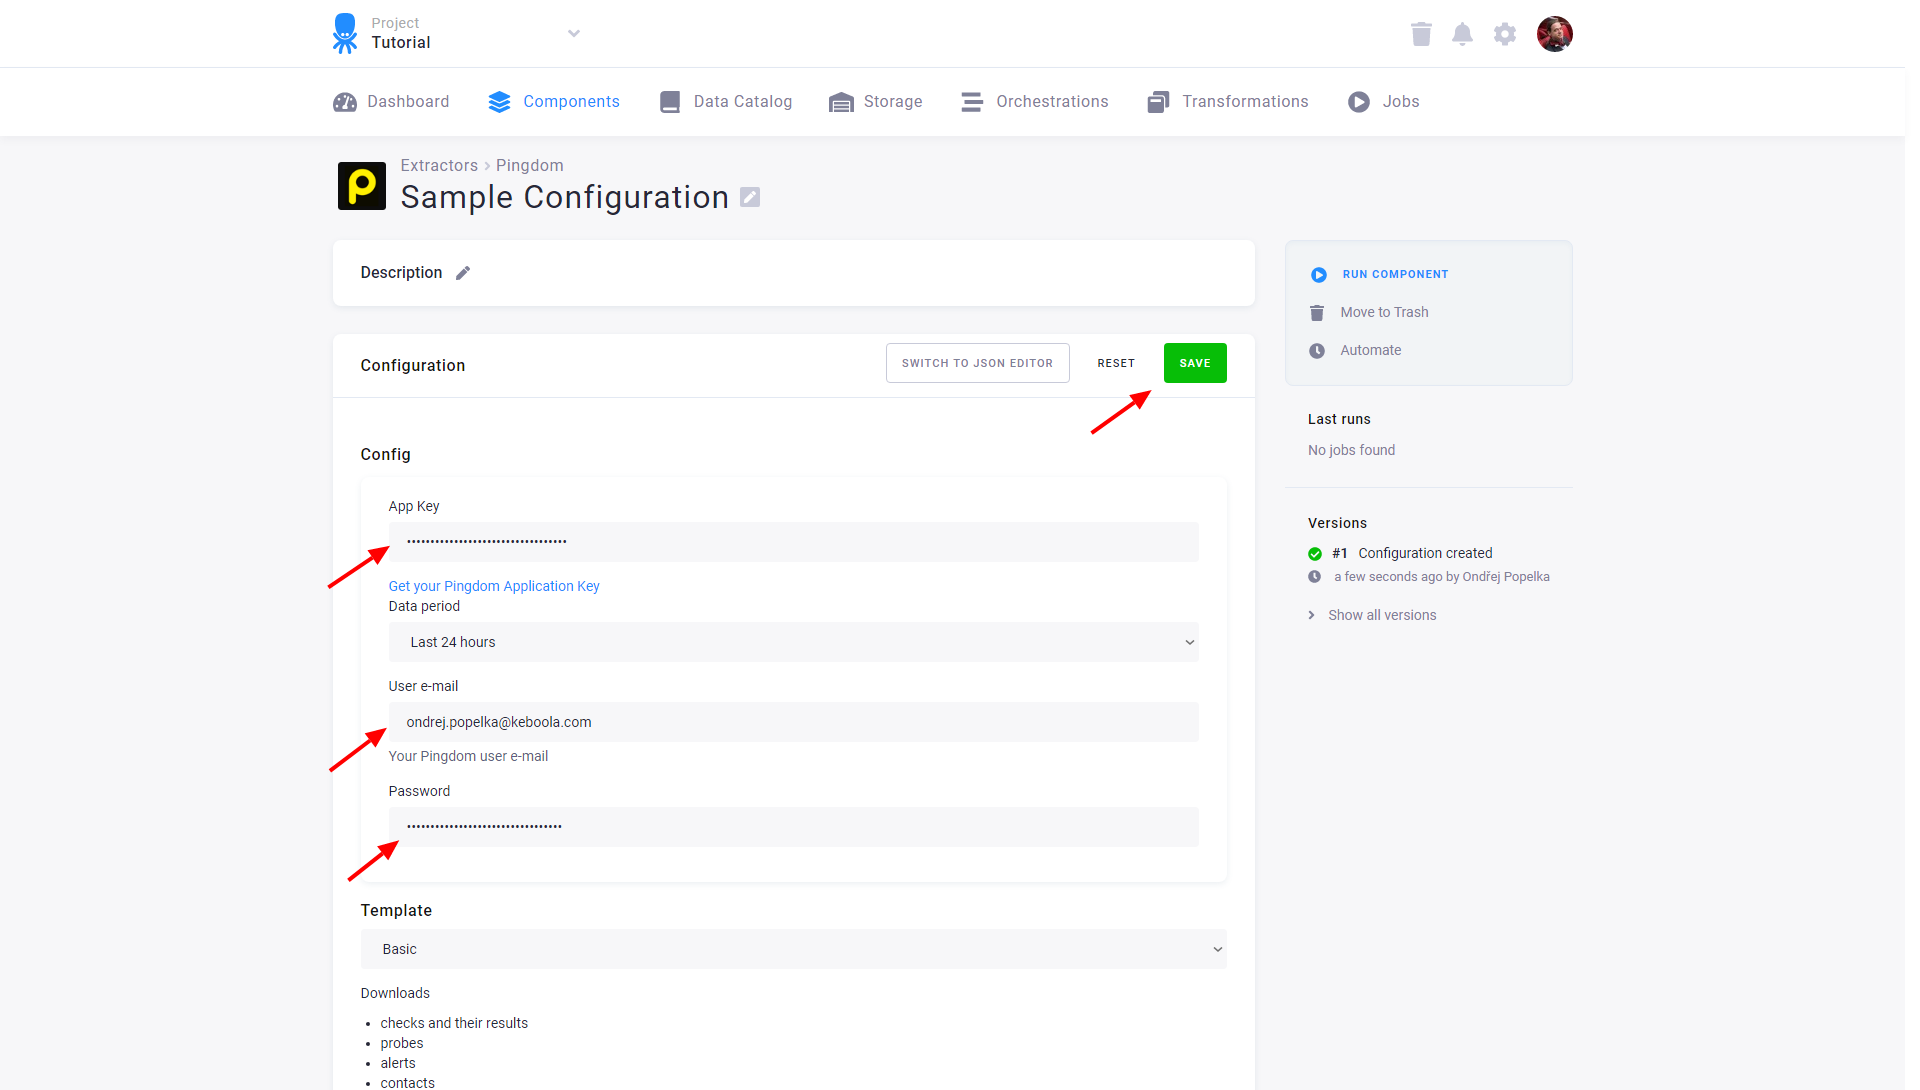 Project
Tutorial
Dashboard
Components
Data Catalog
Storage
Orchestrations
Transformations
Jobs
Extractors > Pingdom
Sample Configuration
Description
RUN COMPONENT
Move to Trash
Automate
Configuration
SWITCH TO JSON EDITOR
RESET
SAVE
Last runs
No jobs found
Config
App Key
••••••••••••••••••••••••••••••••••
Get your Pingdom Application Key
Data period
Last 24 hours
User e-mail
ondrej.popelka@keboola.com
Your Pingdom user e-mail
Password
•••••••••••••••••••••••••••••••••
Versions
#1 Configuration created
a few seconds ago by Ondřej Popelka
Show all versions
Template
Basic
Downloads
• checks and their results
• probes
• alerts
• contacts